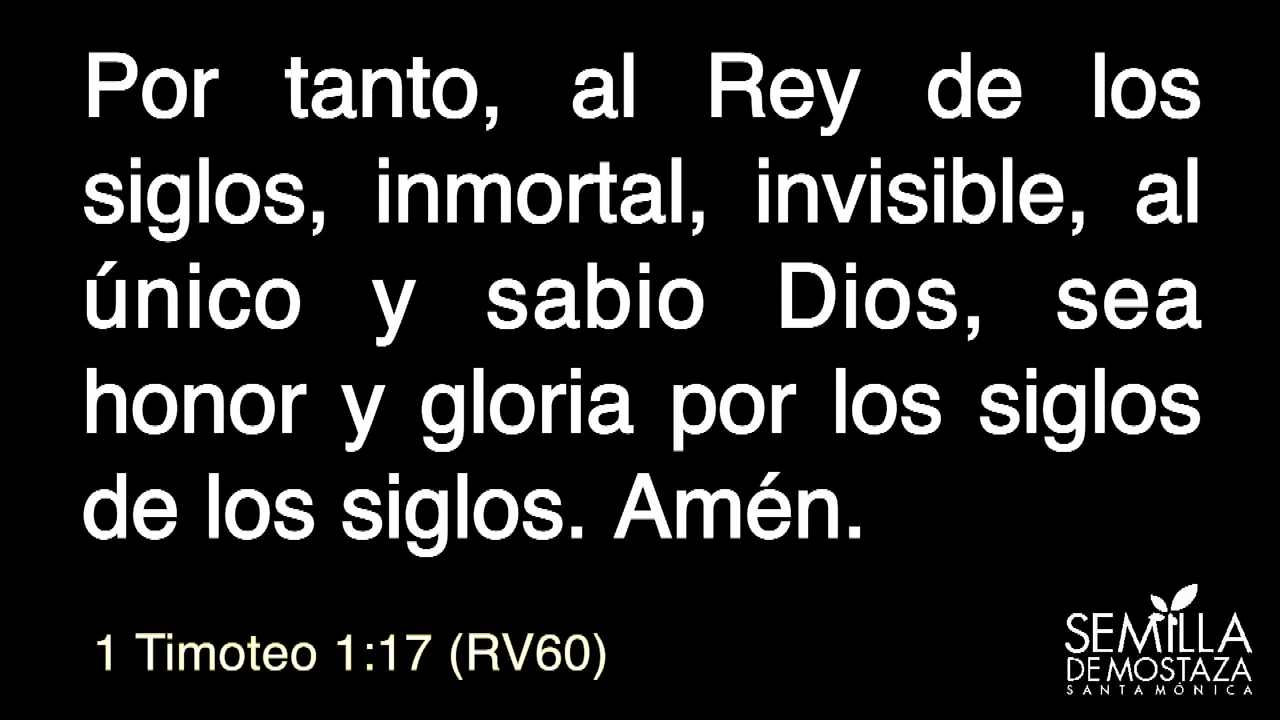 Por tanto, al Rey de los
siglos, inmortal, invisible, al
único y sabio Dios, sea
honor y gloria por los siglos
de los siglos. Amén.
1 Timoteo 1:17 (RV60)
SEMILLA
DE MOSTAZA
SANTA MÓNICA